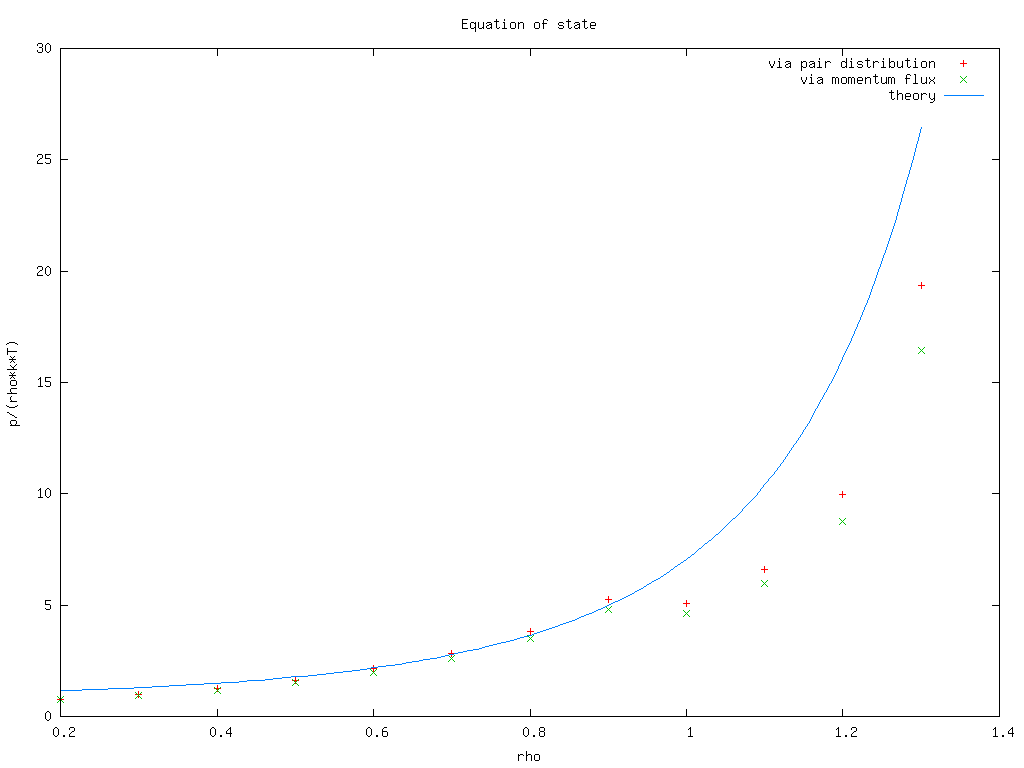 Equation of state
30
25
20
15
10
5
0
p/(rho*k*T)
via pair distribution
via momentum flux
theory
0.2 0.4 0.6 0.8 1 1.2 1.4
rho